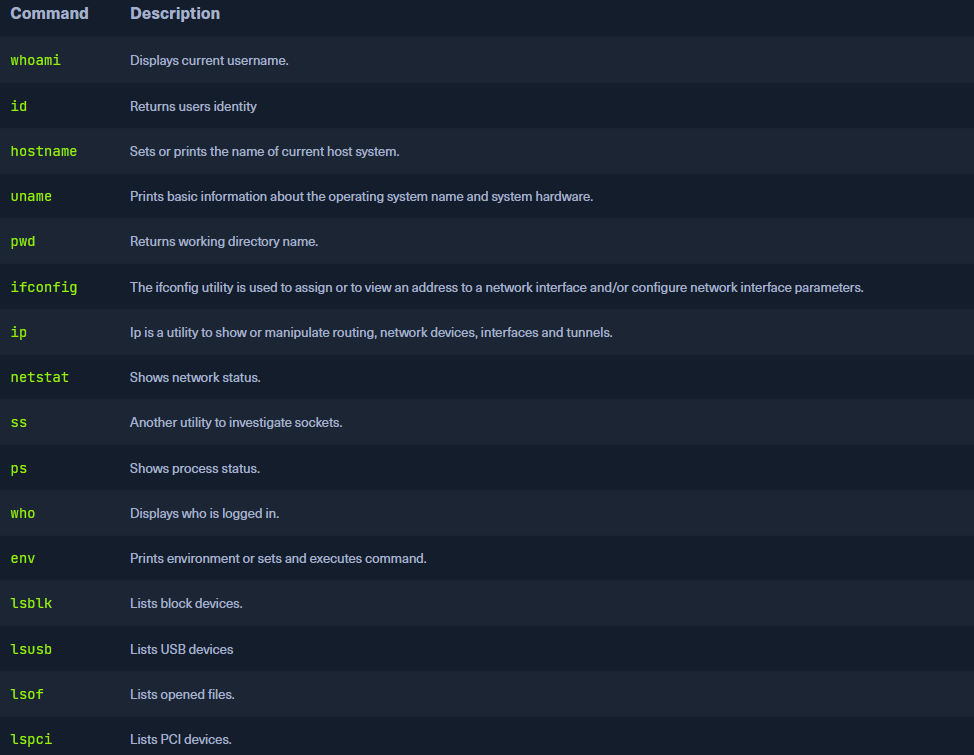 Command Description
whoami Displays current username.
id Returns users identity
hostname Sets or prints the name of current host system.
uname Prints basic information about the operating system name and system hardware.
pwd Returns working directory name.
ifconfig The ifconfig utility is used to assign or to view an address to a network interface and/or configure network interface parameters.
ip Ip is a utility to show or manipulate routing, network devices, interfaces and tunnels.
netstat Shows network status.
ss Another utility to investigate sockets.
ps Shows process status.
who Displays who is logged in.
env Prints environment or sets and executes command.
lsblk Lists block devices.
lsusb Lists USB devices
lsof Lists opened files.
lspci Lists PCI devices.